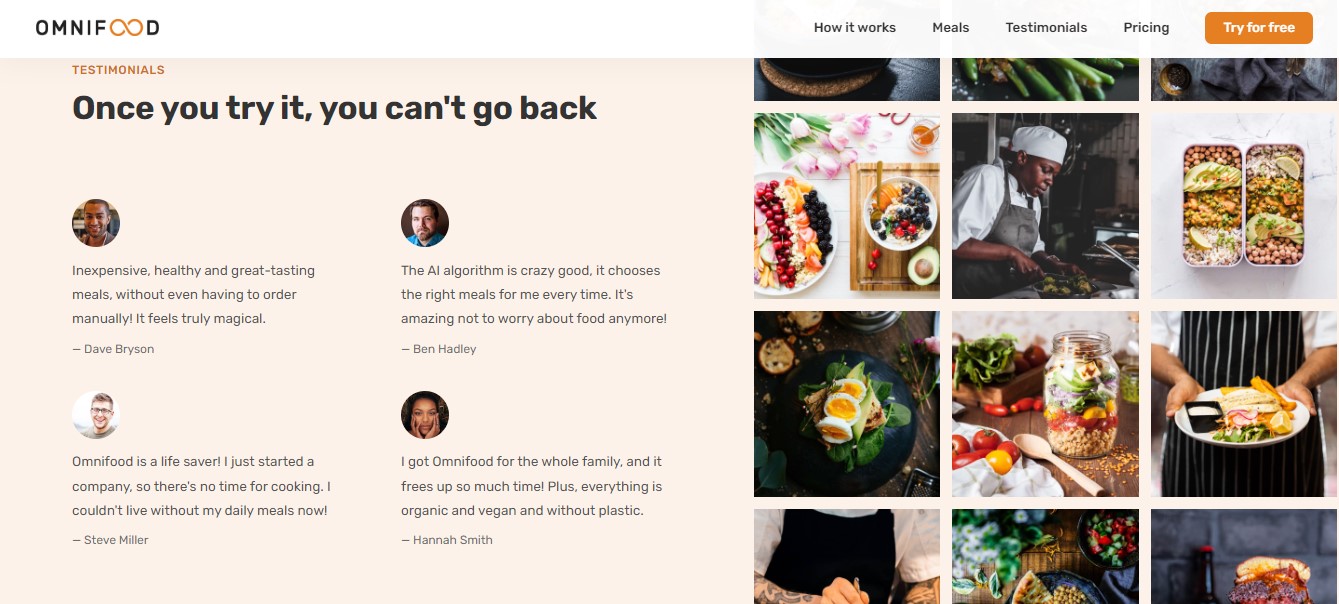 OMNIFOOD
How it works
Meals
Testimonials
Pricing
Try for free
TESTIMONIALS
Once you try it, you can't go back
Inexpensive, healthy and great-tasting
meals, without even having to order
manually! It feels truly magical.
— Dave Bryson
The AI algorithm is crazy good, it chooses
the right meals for me every time. It's
amazing not to worry about food anymore!
— Ben Hadley
Omnifood is a life saver! I just started a
company, so there's no time for cooking. I
couldn't live without my daily meals now!
— Steve Miller
I got Omnifood for the whole family, and it
frees up so much time! Plus, everything is
organic and vegan and without plastic.
— Hannah Smith